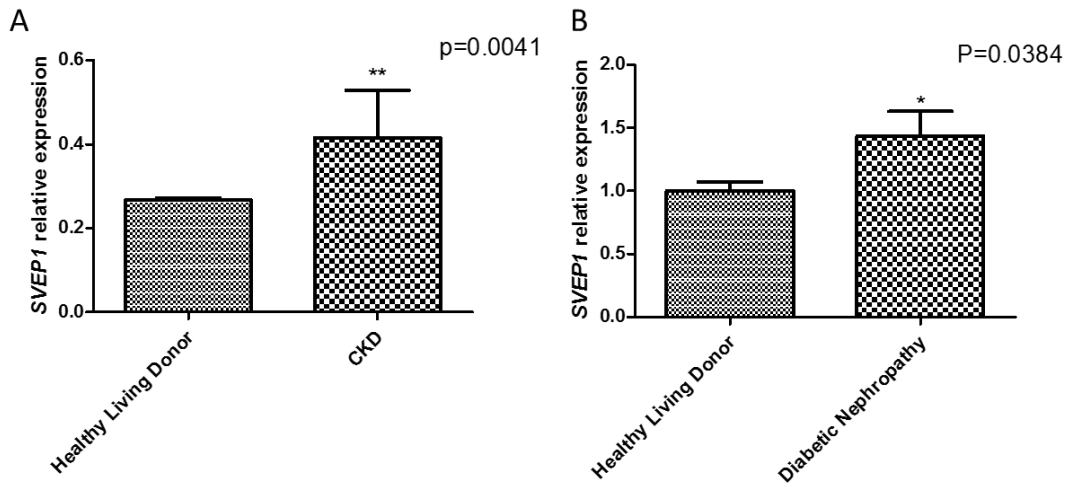 A
p=0.0041
SVEP1 relative expression
0.6
0.4
0.2
0.0
**
Healthy Living Donor
CKD
B
P=0.0384
SVEP1 relative expression
2.0
1.5
1.0
0.5
0.0
*
Healthy Living Donor
Diabetic Nephropathy